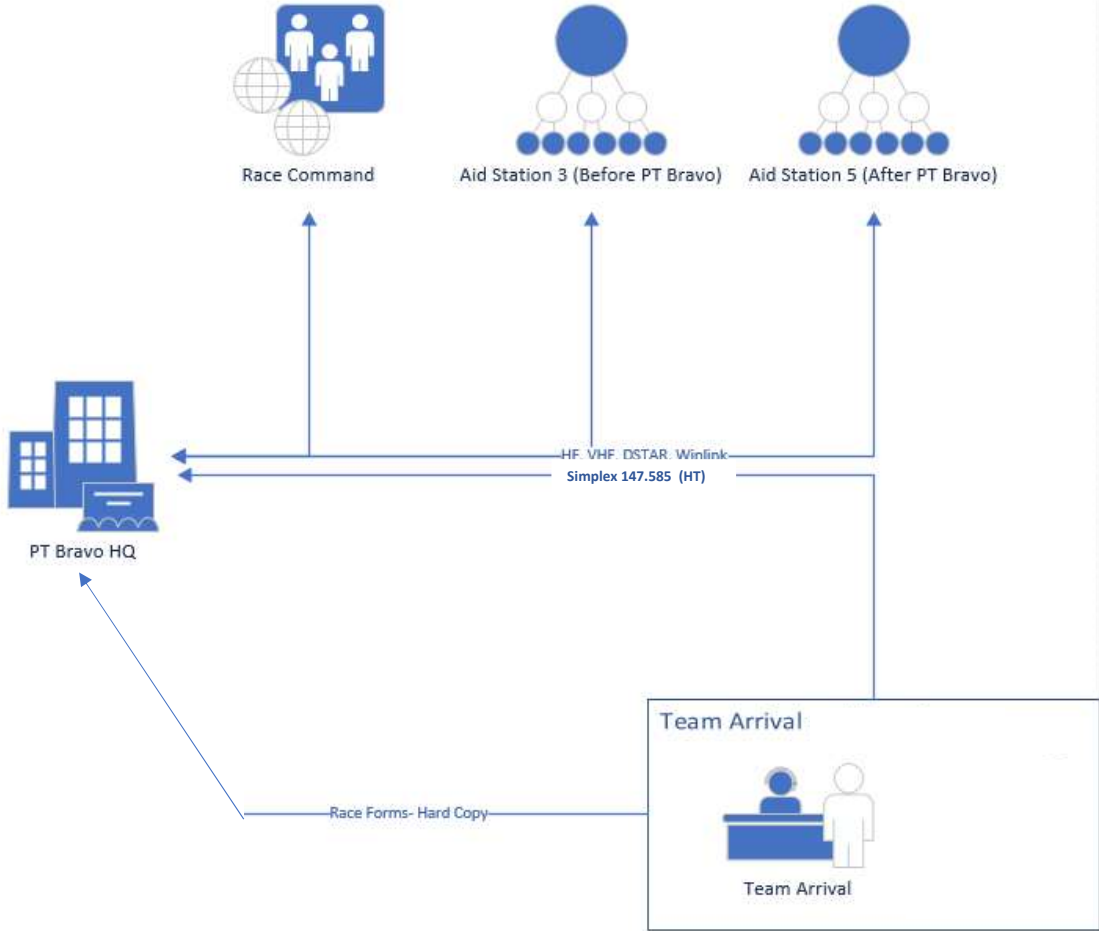 Race Command
Aid Station 3 (Before PT Bravo)
Aid Station 5 (After PT Bravo)
HF, VHF, DSTAR, Winlink
Simplex 147.585 (HT)
PT Bravo HQ
Team Arrival
Race Forms- Hard Copy
Team Arrival